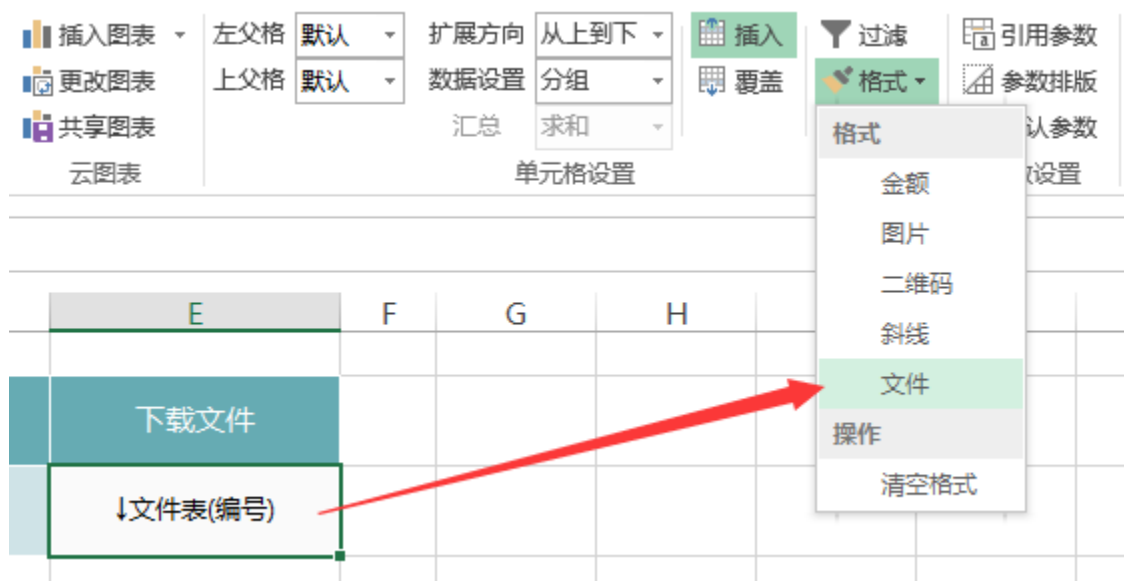 插入图表 左父格 默认 扩展方向 从上到下 插入 过滤 引用参数
更改图表 上父格 默认 数据设置 分组 覆盖 格式 参数排版
共享图表 汇总 求和 格式 认参数
云图表 单元格设置 设置
金额
图片
二维码
E F G H
斜线
文件
下载文件
操作
清空格式
↓文件表(编号)